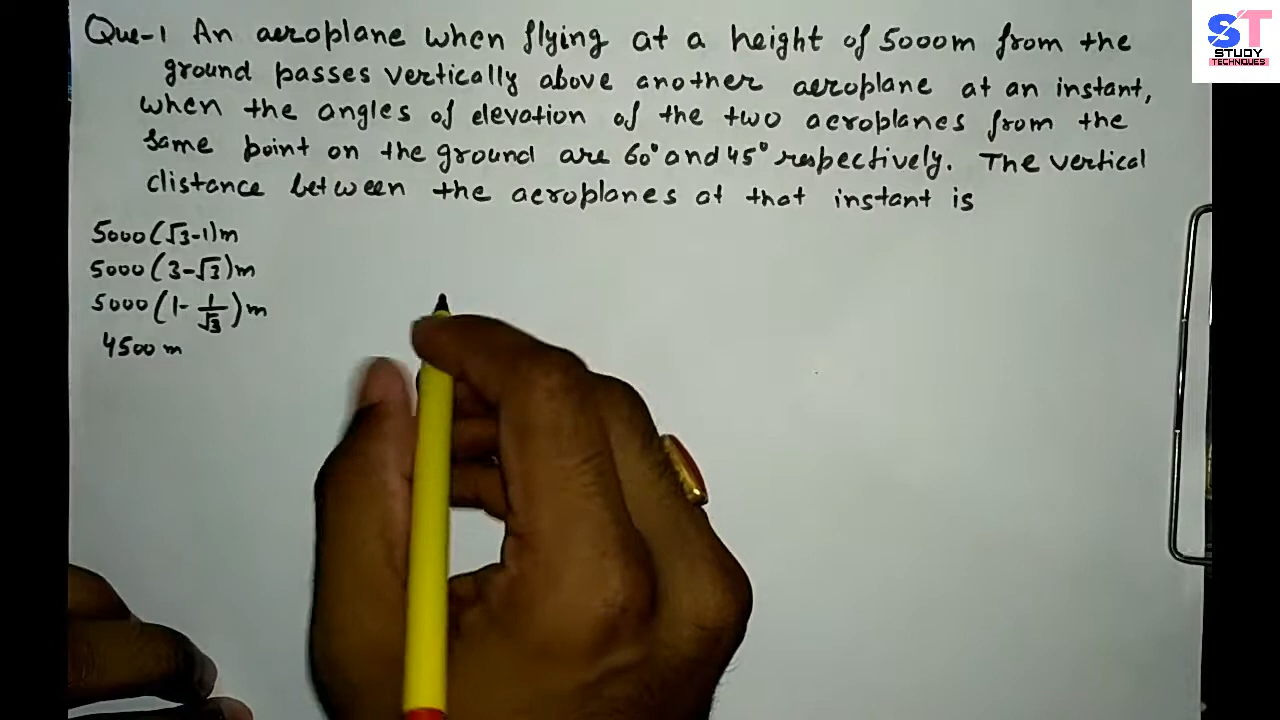 Que-1 An aeroplane when flying at a height of 5000m from the
ground passes vertically above another aeroplane at an instant,
when the angles of elevation of the two aeroplanes from the
same point on the ground are 60° and 45° respectively. The vertical
distance between the aeroplanes at that instant is
5000(√3-1)m
5000(3-√3)m
5000(1-1/√3)m
4500 m
ST
STUDY
TECHNIQUES